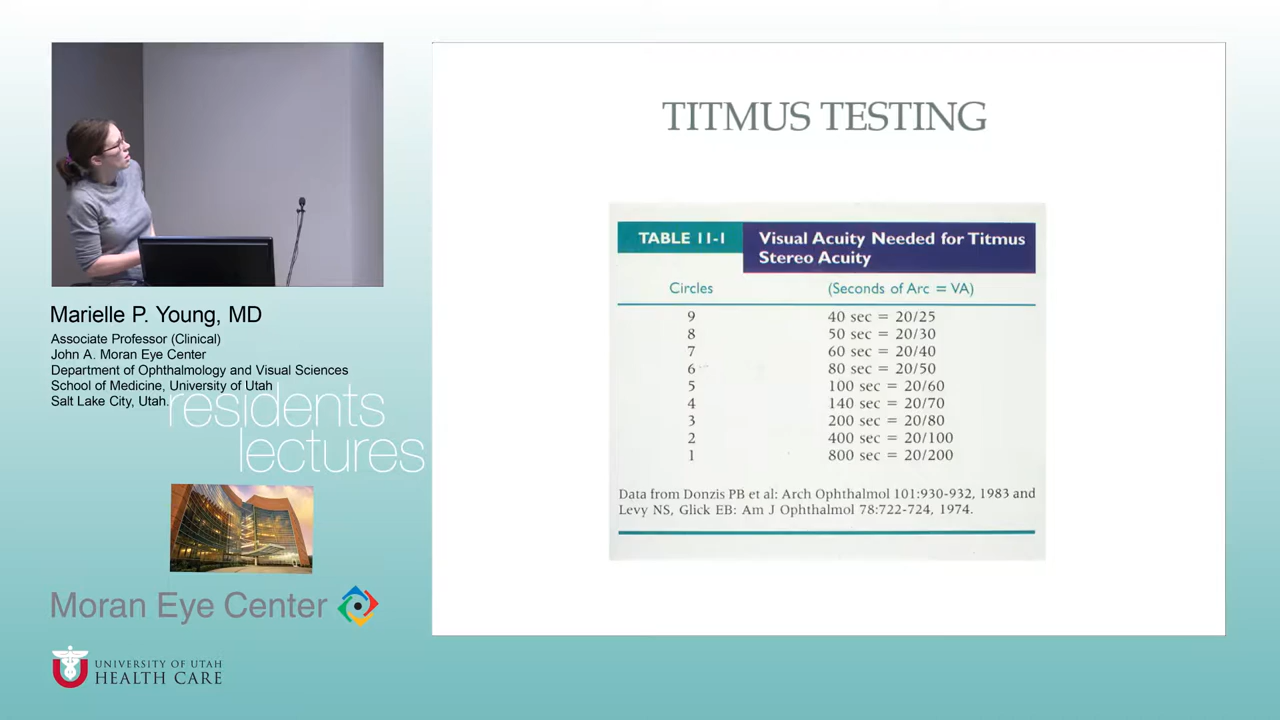 TITMUS TESTING
TABLE 11-1
Visual Acuity Needed for Titmus
Stereo Acuity
Circles (Seconds of Arc = VA)
9 40 sec = 20/25
8 50 sec = 20/30
7 60 sec = 20/40
6 80 sec = 20/50
5 100 sec = 20/60
4 140 sec = 20/70
3 200 sec = 20/80
2 400 sec = 20/100
1 800 sec = 20/200
Data from Donzis PB et al: Arch Ophthalmol 101:930-932, 1983 and
Levy NS, Glick EB: Am J Ophthalmol 78:722-724, 1974.
Marielle P. Young, MD
Associate Professor (Clinical)
John A. Moran Eye Center
Department of Ophthalmology and Visual Sciences
School of Medicine, University of Utah
Salt Lake City, Utah.
residents
lectures
Moran Eye Center
UNIVERSITY OF UTAH
HEALTH CARE